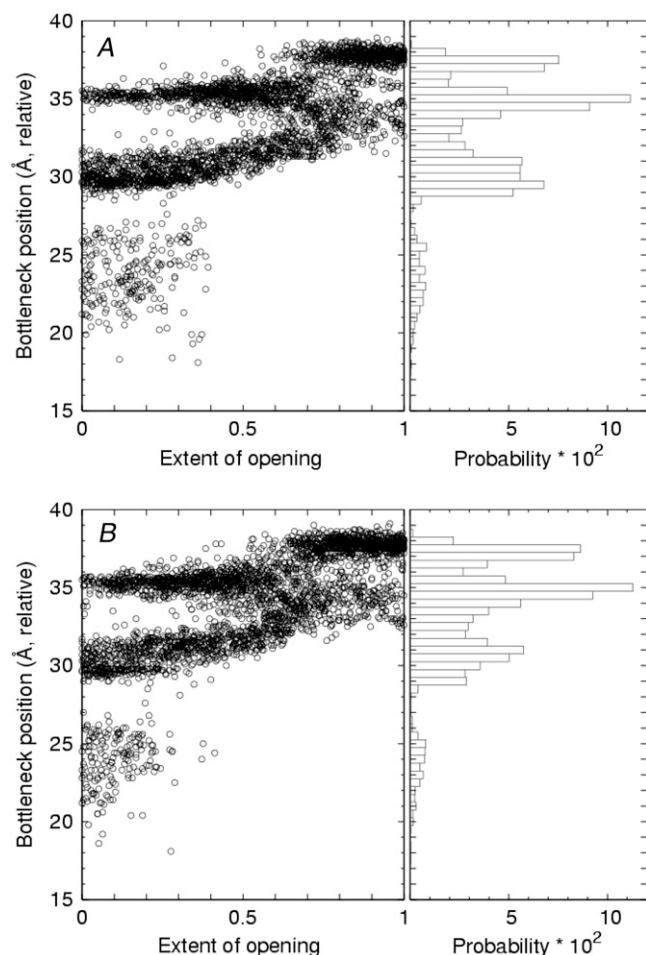 A
40
35
30
25
20
15
Bottleneck position (Å, relative)
0 0.5 1
5 10
Extent of opening
Probability * 10²
B
40
35
30
25
20
15
Bottleneck position (Å, relative)
0 0.5 1
5 10
Extent of opening
Probability * 10²